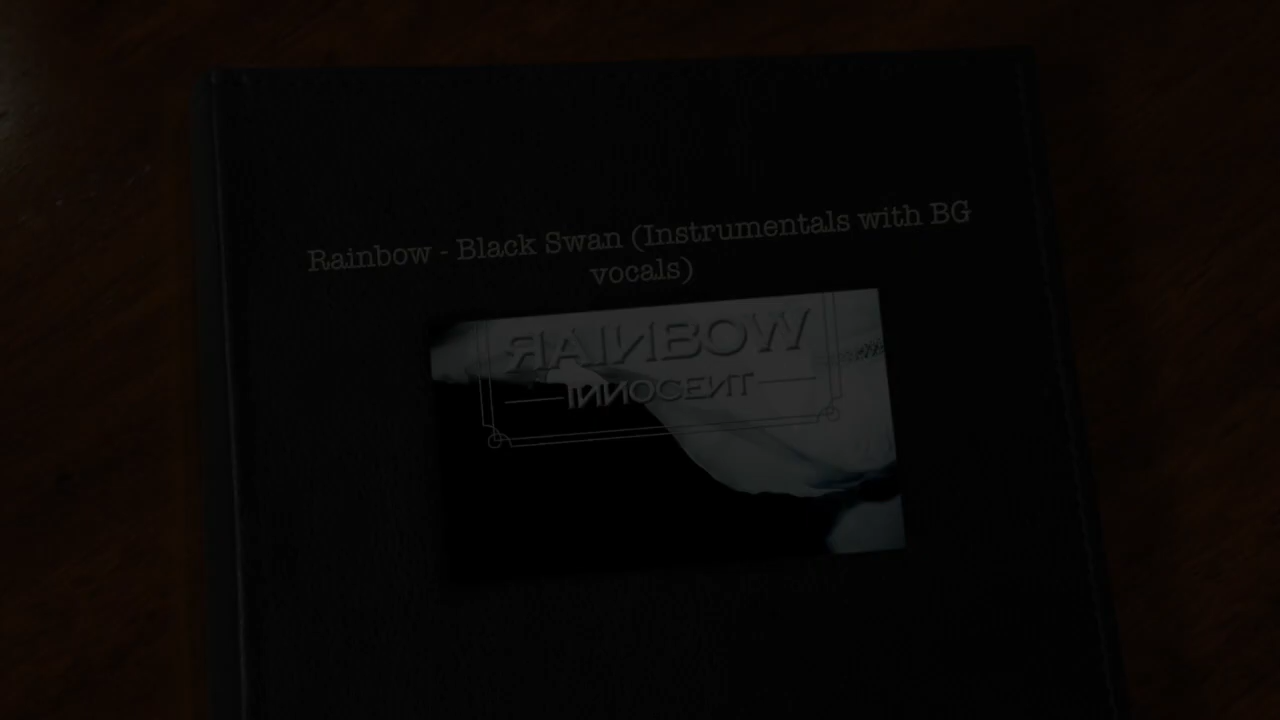 Rainbow - Black Swan (Instrumentals with BG
vocals)
RAINBOW
INNOCENT